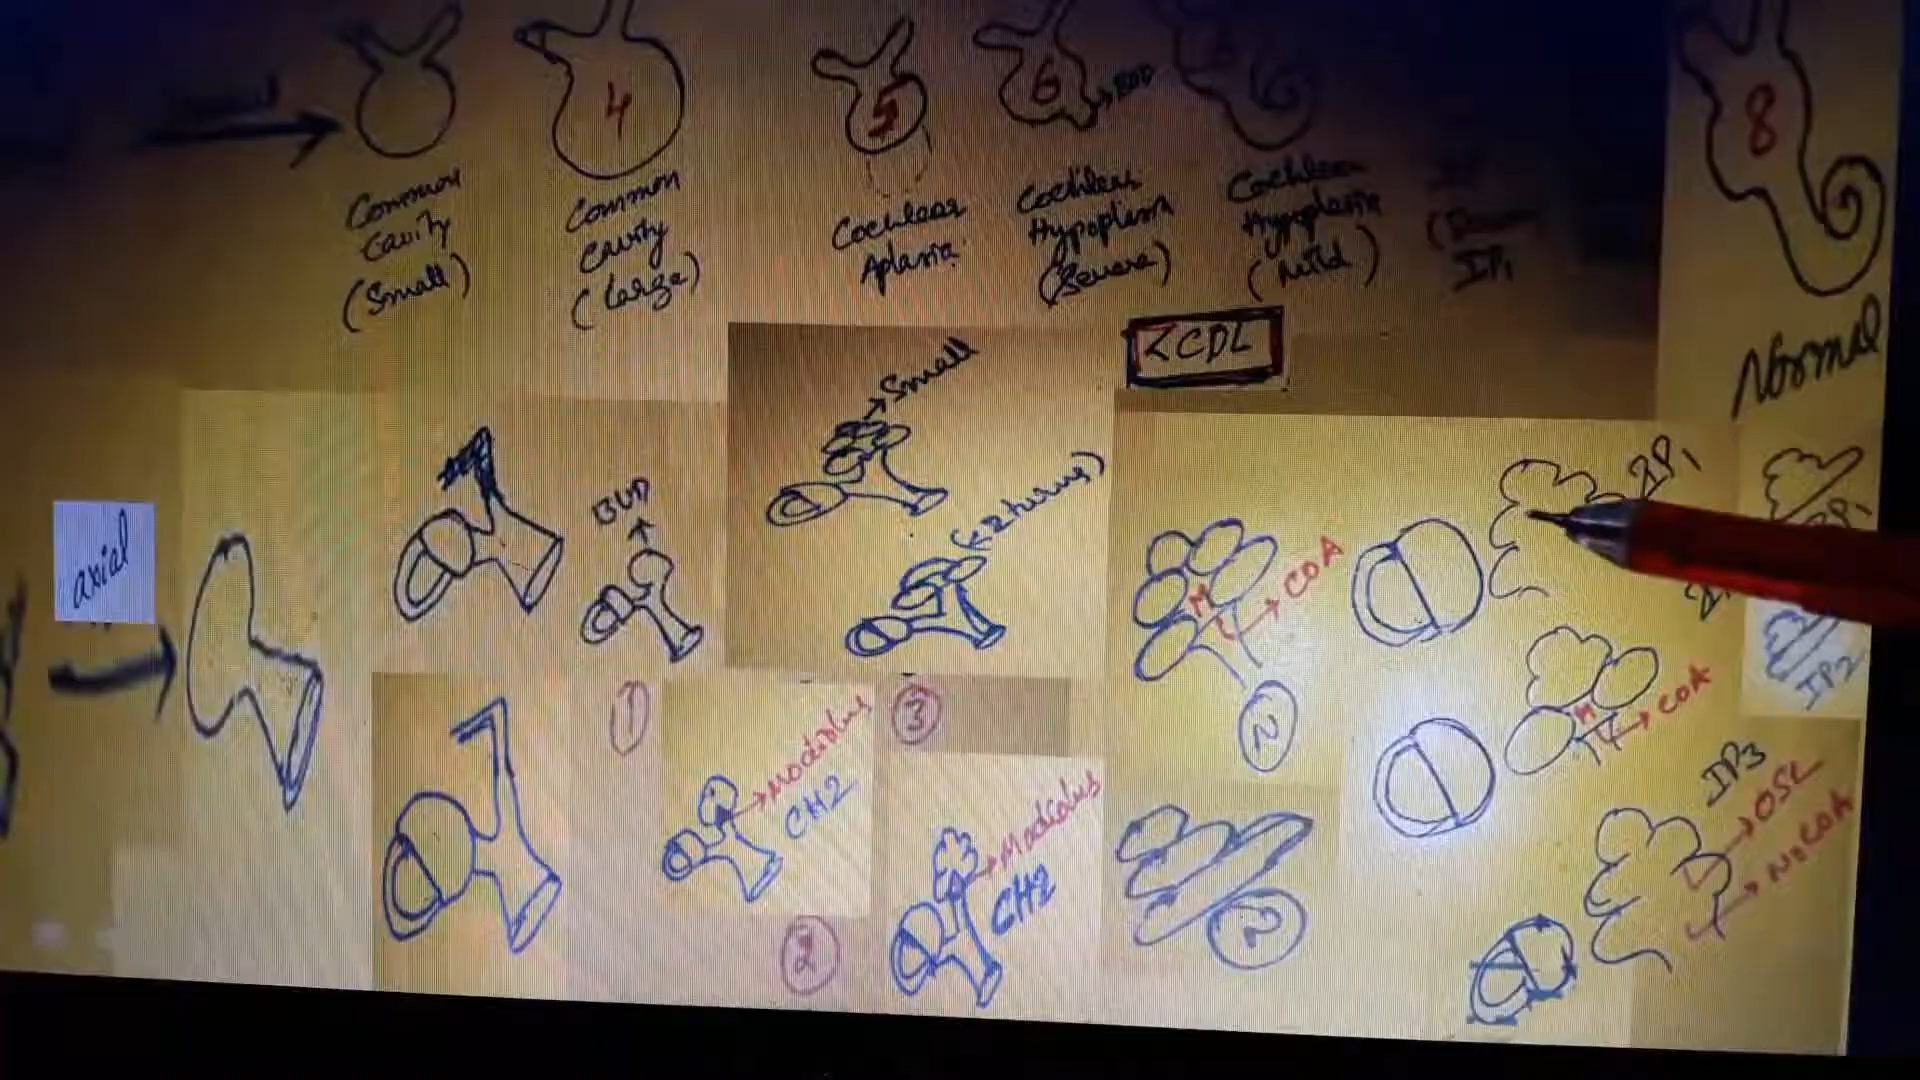 4
5
6
8
→BUD
Common
Cavity
(Small)
Common
Cavity
(Large)
Cochlear
Aplasia
Cochlear
Hypoplasia
(Severe)
Cochlear
Hypoplasia
(Mild)
IP1
Normal
<CDL
→Small
(<2 turns)
axial
BUD
1
→Modiolus
CH2
2
3
→Modiolus
CH2
M
→COA
N
N
IP1
M
→COA
IP2
IP3
→OSL
→No COA